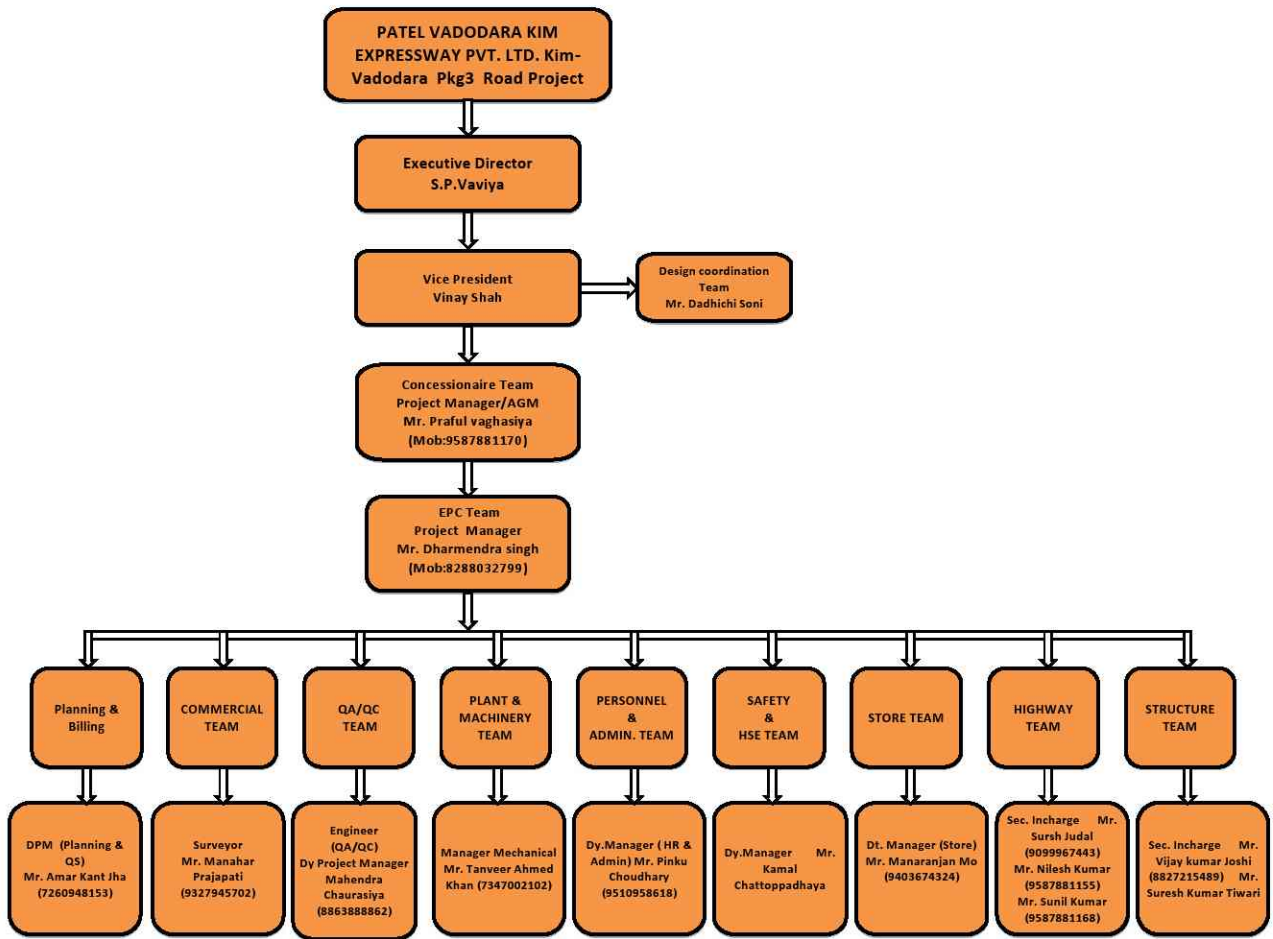 PATEL VADODARA KIM
EXPRESSWAY PVT. LTD. Kim-
Vadodara Pkg3 Road Project
Executive Director
S.P.Vaviya
Vice President
Vinay Shah
Design coordination
Team
Mr. Dadhichi Soni
Concessionaire Team
Project Manager/AGM
Mr. Praful vaghasiya
(Mob:9587881170)
EPC Team
Project Manager
Mr. Dharmendra singh
(Mob:8288032799)
Planning &
Billing
COMMERCIAL
TEAM
QA/QC
TEAM
PLANT &
MACHINERY
TEAM
PERSONNEL
&
ADMIN. TEAM
SAFETY
&
HSE TEAM
STORE TEAM
HIGHWAY
TEAM
STRUCTURE
TEAM
DPM (Planning &
QS)
Mr. Amar Kant Jha
(7260948153)
Surveyor
Mr. Manahar
Prajapati
(9327945702)
Engineer
(QA/QC)
Dy Project Manager
Mahendra
Chaurasiya
(8863888862)
Manager Mechanical
Mr. Tanveer Ahmed
Khan (7347002102)
Dy.Manager ( HR &
Admin) Mr. Pinku
Choudhary
(9510958618)
Dy.Manager Mr.
Kamal
Chattoppadhaya
Dt. Manager (Store)
Mr. Manaranjan Mo
(9403674324)
Sec. Incharge Mr.
Sursh Judal
(9099967443)
Mr. Nilesh Kumar
(9587881155)
Mr. Sunil Kumar
(9587881168)
Sec. Incharge Mr.
Vijay kumar Joshi
(8827215489) Mr.
Suresh Kumar Tiwari